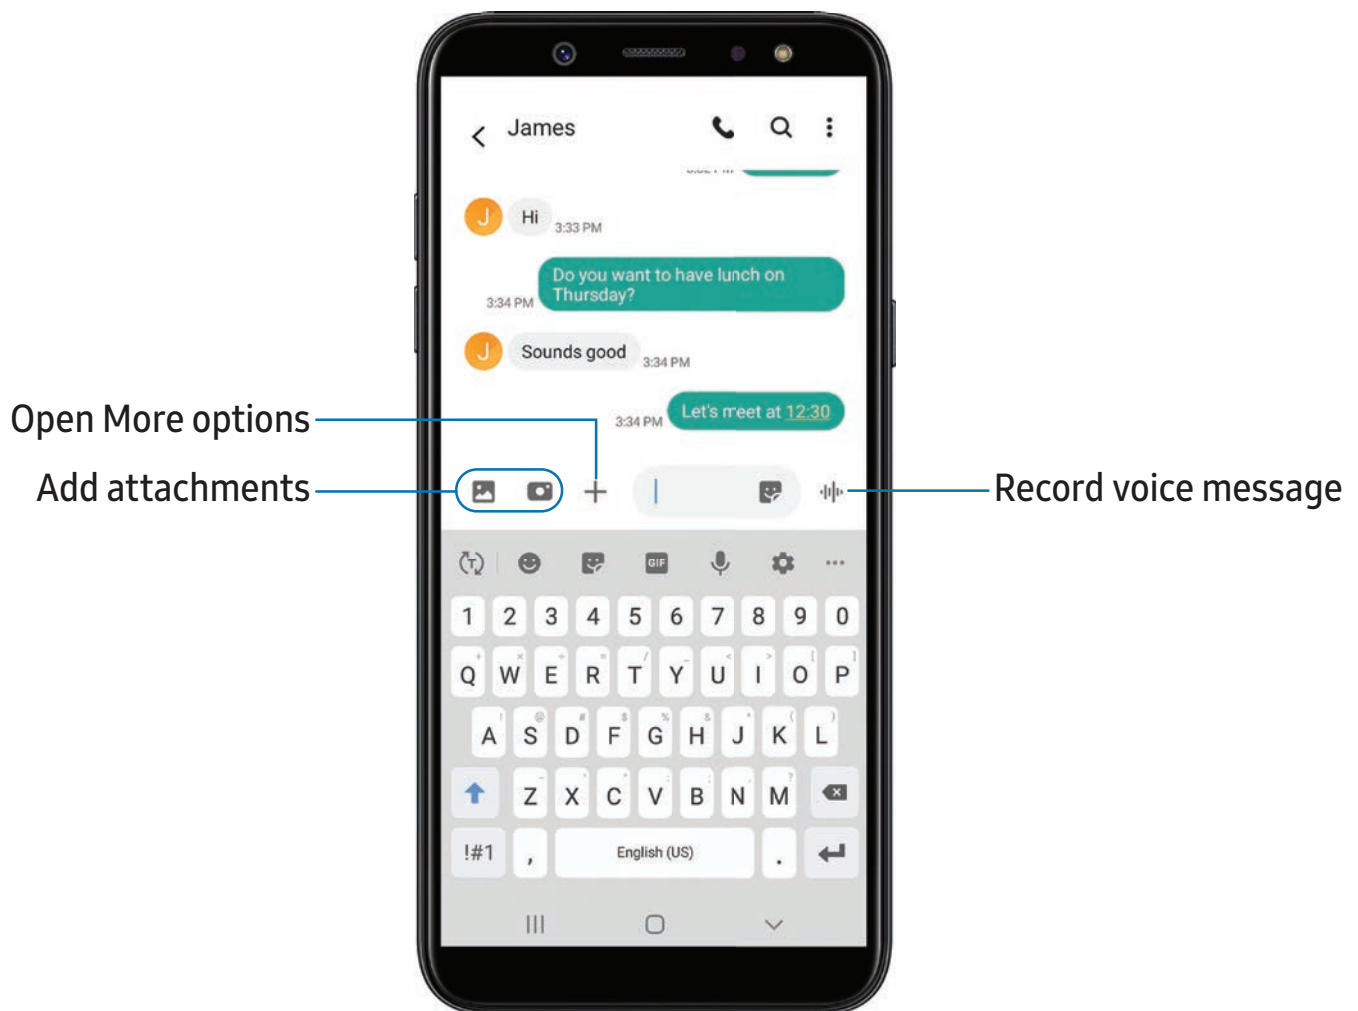 James
Hi
3:33 PM
Do you want to have lunch on
Thursday?
3:34 PM
J
J
Sounds good
3:34 PM
Let's meet at 12:30
3:34 PM
Open More options
Add attachments
Record voice message
T
GIF
1 2 3 4 5 6 7 8 9 0
+ × ÷ = / _ < > [ ]
Q W E R T Y U I O P
! @ # $ % & * ( )
A S D F G H J K L
- ' " : ; , ?
Z X C V B N M
!#1 , English (US) .